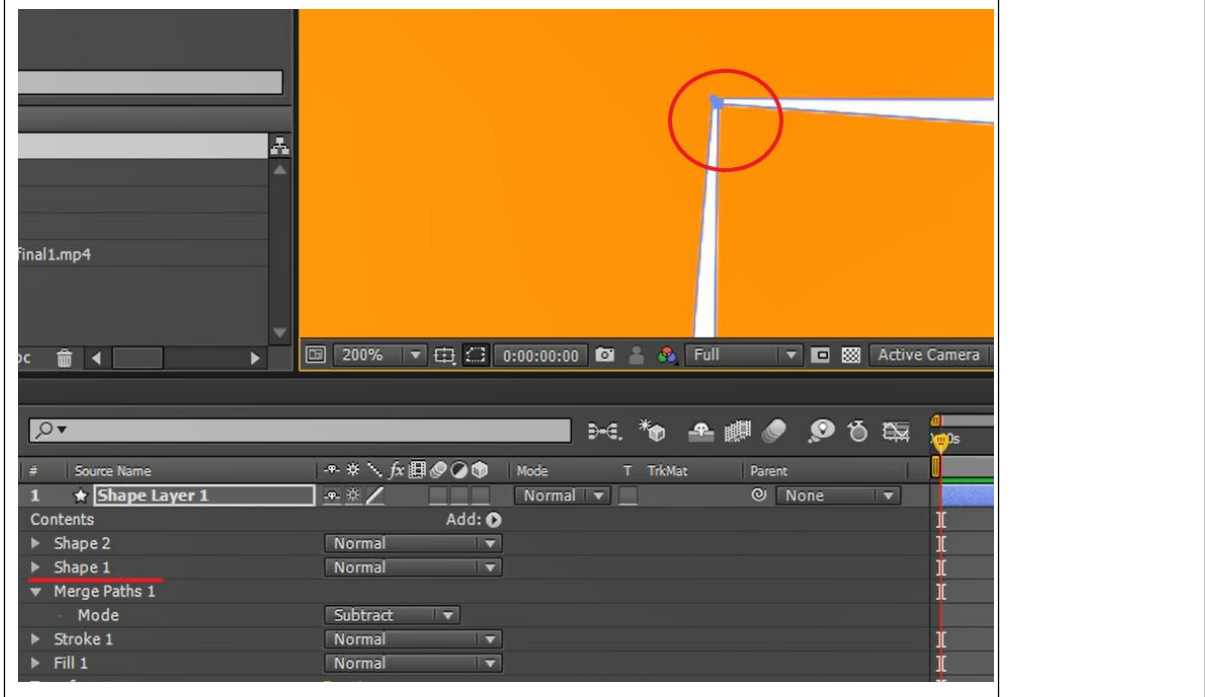 final1.mp4
200% 0:00:00:00 Full Active Camera
# Source Name fx Mode T TrkMat Parent
1 Shape Layer 1 Normal None
Contents Add:
Shape 2 Normal
Shape 1 Normal
Merge Paths 1
Mode Subtract
Stroke 1 Normal
Fill 1 Normal